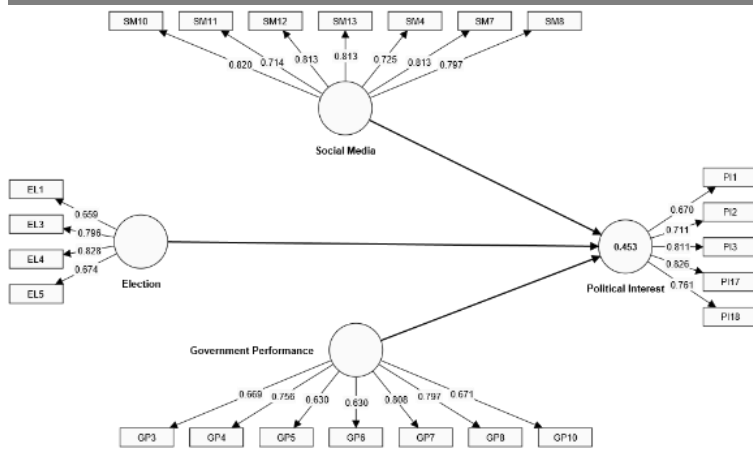 SM10 SM11 SM12 SM13 SM4 SM7 SM8
0.820 0.714 0.813 0.813 0.725 0.813 0.797
Social Media
EL1
EL3
EL4
EL5
0.659
0.796
0.828
0.674
Election
0.453
Political Interest
0.670
0.711
0.811
0.826
0.761
PI1
PI2
PI3
PI17
PI18
Government Performance
0.669 0.756 0.630 0.630 0.808 0.797 0.671
GP3 GP4 GP5 GP6 GP7 GP8 GP10